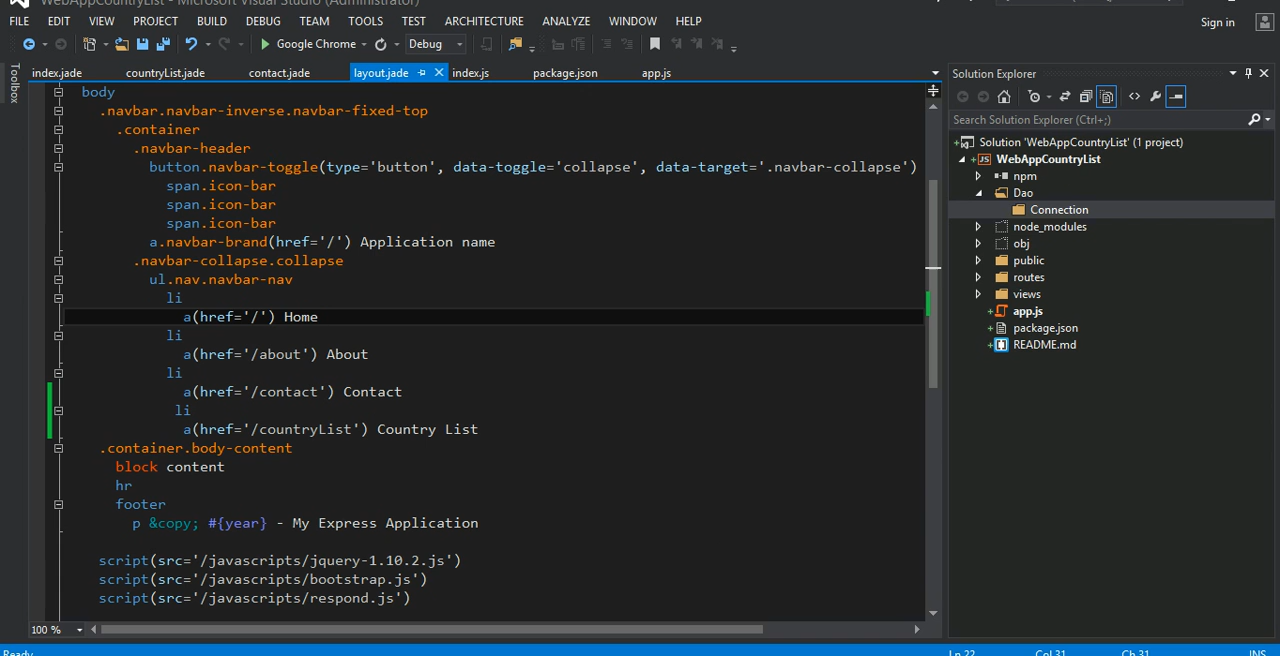 WebAppCountryList - Microsoft Visual Studio (Administrator)
FILE EDIT VIEW PROJECT BUILD DEBUG TEAM TOOLS TEST ARCHITECTURE ANALYZE WINDOW HELP
Sign in
Google Chrome
Debug
Toolbox
index.jade countryList.jade contact.jade layout.jade index.js package.json app.js
body
.navbar.navbar-inverse.navbar-fixed-top
.container
.navbar-header
button.navbar-toggle(type='button', data-toggle='collapse', data-target='.navbar-collapse')
span.icon-bar
span.icon-bar
span.icon-bar
a.navbar-brand(href='/') Application name
.navbar-collapse.collapse
ul.nav.navbar-nav
li
a(href='/') Home
li
a(href='/about') About
li
a(href='/contact') Contact
li
a(href='/countryList') Country List
.container.body-content
block content
hr
footer
p &copy; #{year} - My Express Application
script(src='/javascripts/jquery-1.10.2.js')
script(src='/javascripts/bootstrap.js')
script(src='/javascripts/respond.js')
100 %
Solution Explorer
Search Solution Explorer (Ctrl+;)
Solution 'WebAppCountryList' (1 project)
JS WebAppCountryList
npm
Dao
Connection
node_modules
obj
public
routes
views
app.js
package.json
README.md
Ready
Ln 22 Col 31 Ch 31 INS